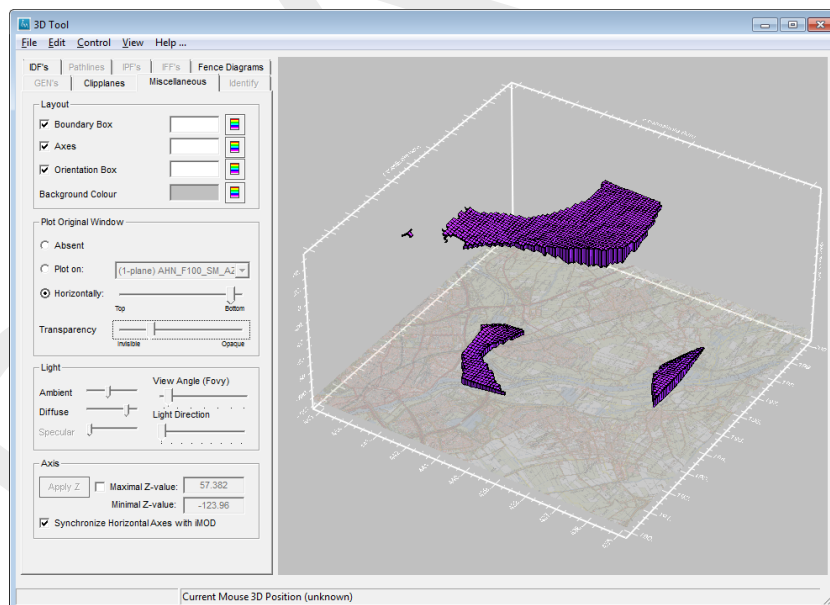 3D Tool
File Edit Control View Help ...
IDF's Pathlines IPF's IFF's Fence Diagrams
GEN's Clipplanes Miscellaneous Identify
Layout
Boundary Box
Axes
Orientation Box
Background Colour
Plot Original Window
Absent
Plot on: (1-plane) AHN_F100_SM_AZ
Horizontally:
Top Bottom
Transparency
Invisible Opaque
Light
Ambient View Angle (Fovy)
Diffuse Light Direction
Specular
Axis
Apply Z Maximal Z-value: 57.382
Minimal Z-value: -123.96
Synchronize Horizontal Axes with iMOD
Current Mouse 3D Position (unknown)